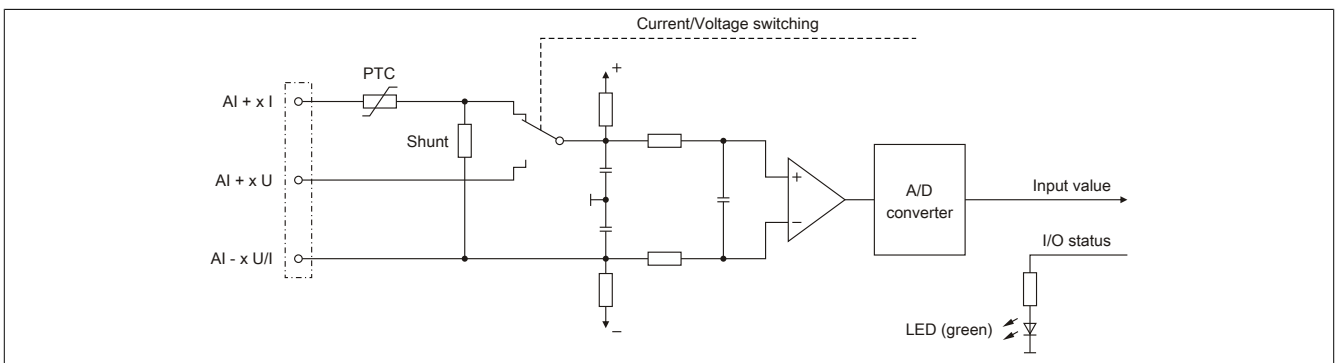 Current/Voltage switching
PTC
+
AI + x I
Shunt
AI + x U
+
A/D
converter
Input value
−
I/O status
AI - x U/I
LED (green)
−